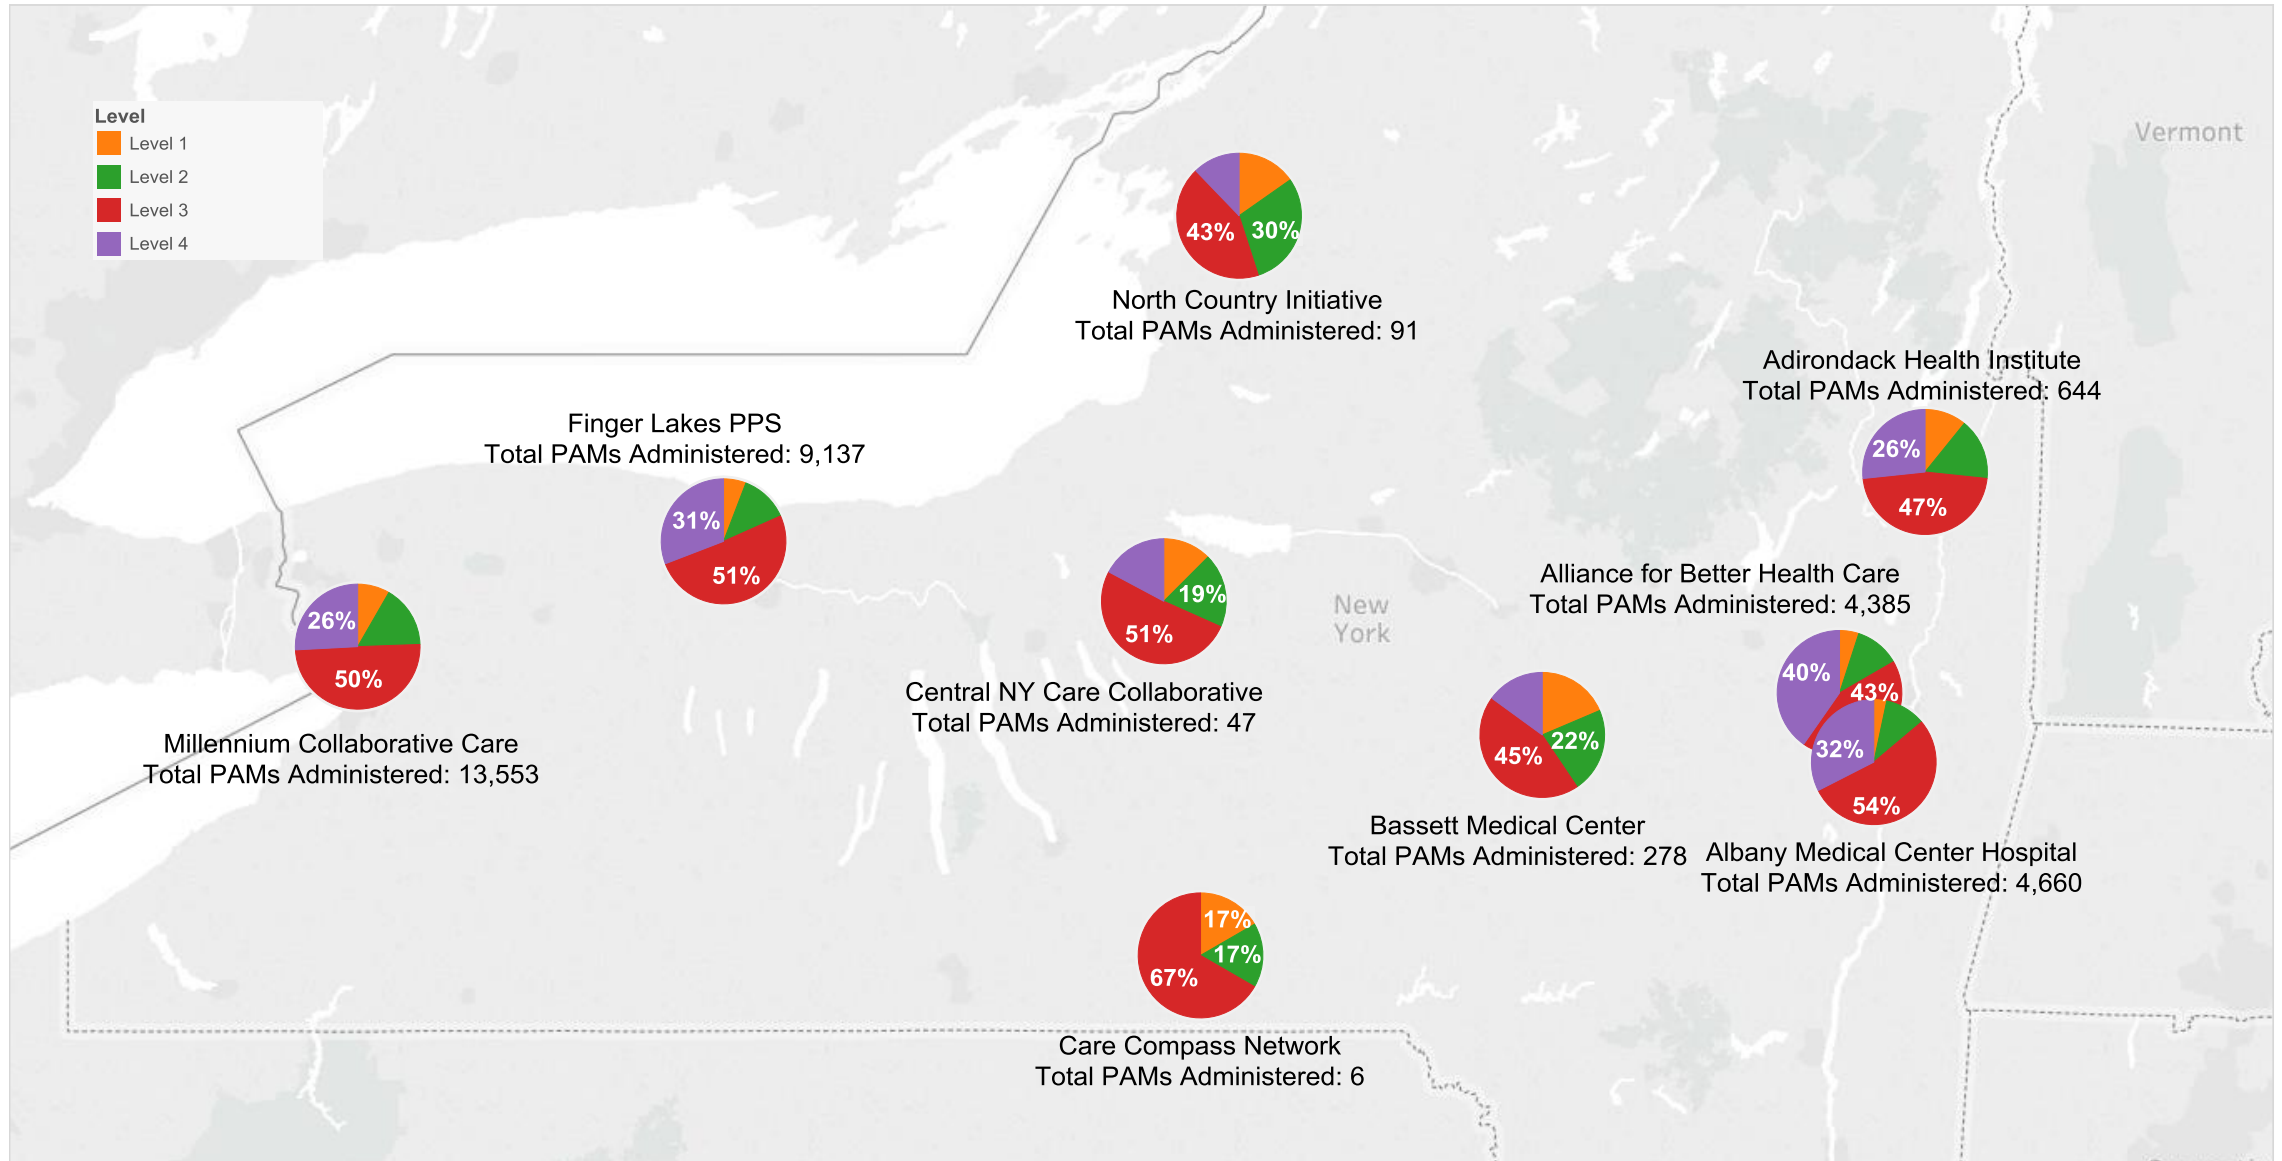 Vermont
Level
Level 1
Level 2
Level 3
Level 4
43%
30%
North Country Initiative
Total PAMs Administered: 91
Adirondack Health Institute
Total PAMs Administered: 644
26%
47%
Finger Lakes PPS
Total PAMs Administered: 9,137
31%
51%
19%
51%
Central NY Care Collaborative
Total PAMs Administered: 47
New
York
Alliance for Better Health Care
Total PAMs Administered: 4,385
40%
43%
26%
50%
Millennium Collaborative Care
Total PAMs Administered: 13,553
22%
45%
Bassett Medical Center
Total PAMs Administered: 278
32%
54%
Albany Medical Center Hospital
Total PAMs Administered: 4,660
17%
17%
67%
Care Compass Network
Total PAMs Administered: 6